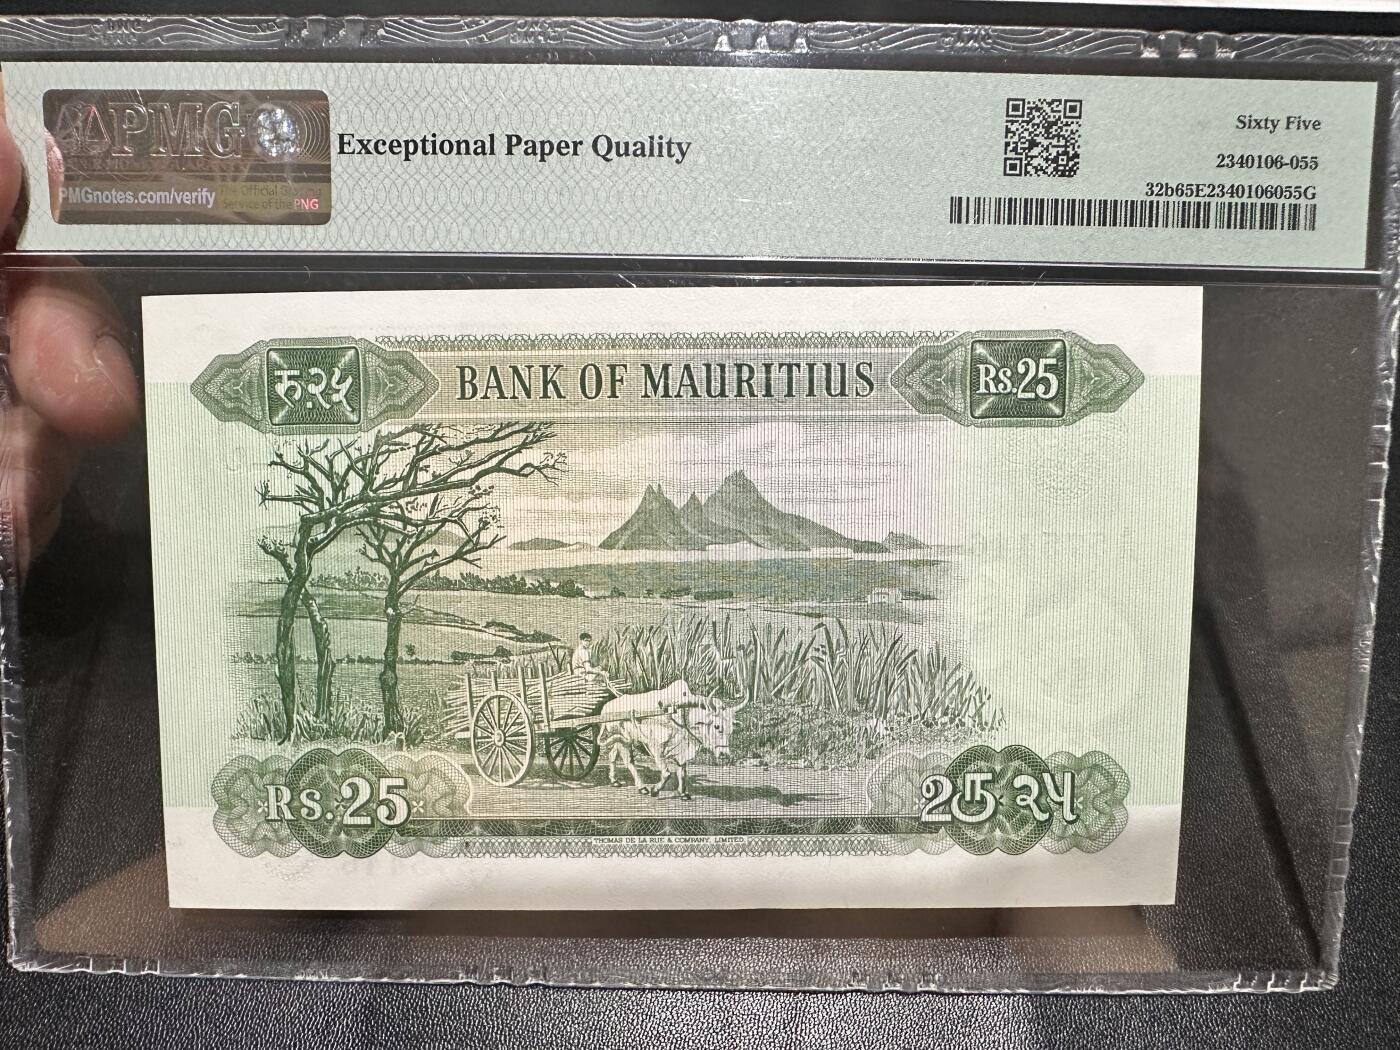 PMG
PMGnotes.com/verify
The Official Grading
Service of the PNG
Exceptional Paper Quality
Sixty Five
2340106-055
32b65E2340106055G
रु.२५
BANK OF MAURITIUS
Rs.25
Rs.25
THOMAS DE LA RUE & COMPANY, LIMITED